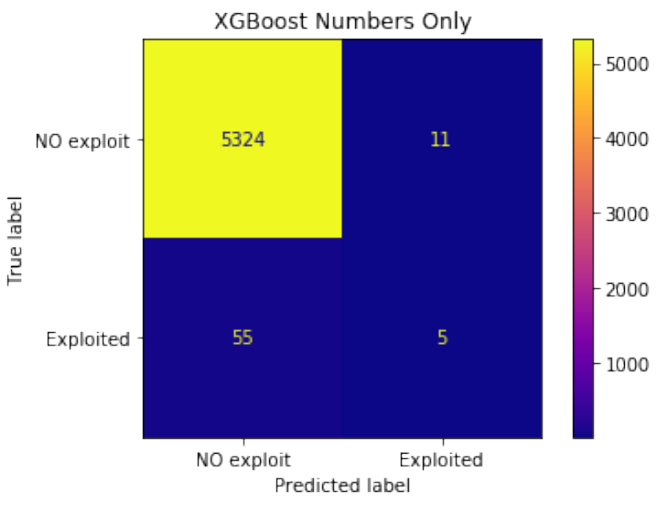 XGBoost Numbers Only
True label
NO exploit
Exploited
5324
11
55
5
NO exploit
Exploited
Predicted label
5000
4000
3000
2000
1000